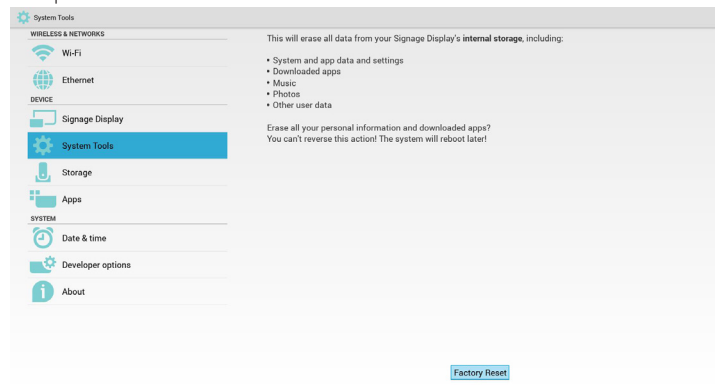 System Tools
WIRELESS & NETWORKS
Wi-Fi
Ethernet
DEVICE
Signage Display
System Tools
Storage
Apps
SYSTEM
Date & time
Developer options
About
This will erase all data from your Signage Display's internal storage, including:
• System and app data and settings
• Downloaded apps
• Music
• Photos
• Other user data
Erase all your personal information and downloaded apps?
You can't reverse this action! The system will reboot later!
Factory Reset